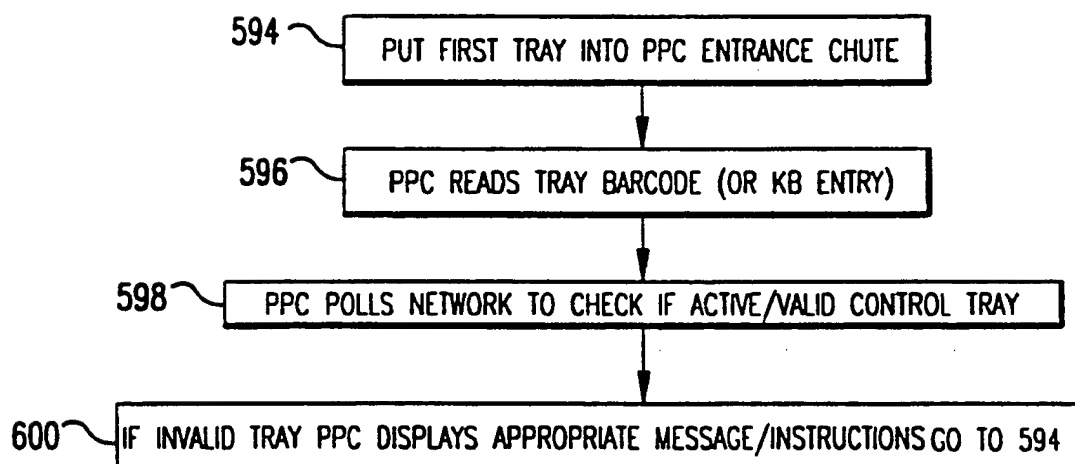 594 PUT FIRST TRAY INTO PPC ENTRANCE CHUTE
596 PPC READS TRAY BARCODE (OR KB ENTRY)
598 PPC POLLS NETWORK TO CHECK IF ACTIVE/VALID CONTROL TRAY
600 IF INVALID TRAY PPC DISPLAYS APPROPRIATE MESSAGE/INSTRUCTIONS GO TO 594